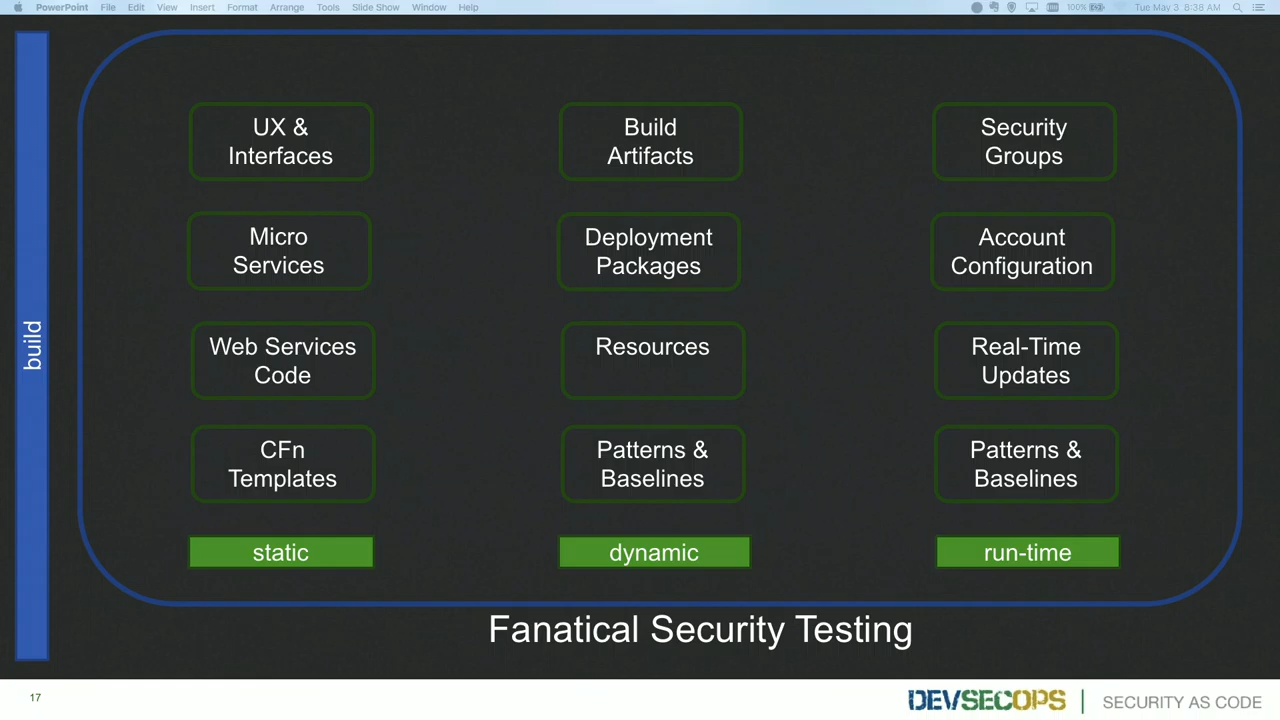 PowerPoint File Edit View Insert Format Arrange Tools Slide Show Window Help 100% Tue May 3 8:38 AM
build
UX &
Interfaces
Build
Artifacts
Security
Groups
Micro
Services
Deployment
Packages
Account
Configuration
Web Services
Code
Resources
Real-Time
Updates
CFn
Templates
Patterns &
Baselines
Patterns &
Baselines
static
dynamic
run-time
Fanatical Security Testing
17
DEVSECOPS | SECURITY AS CODE